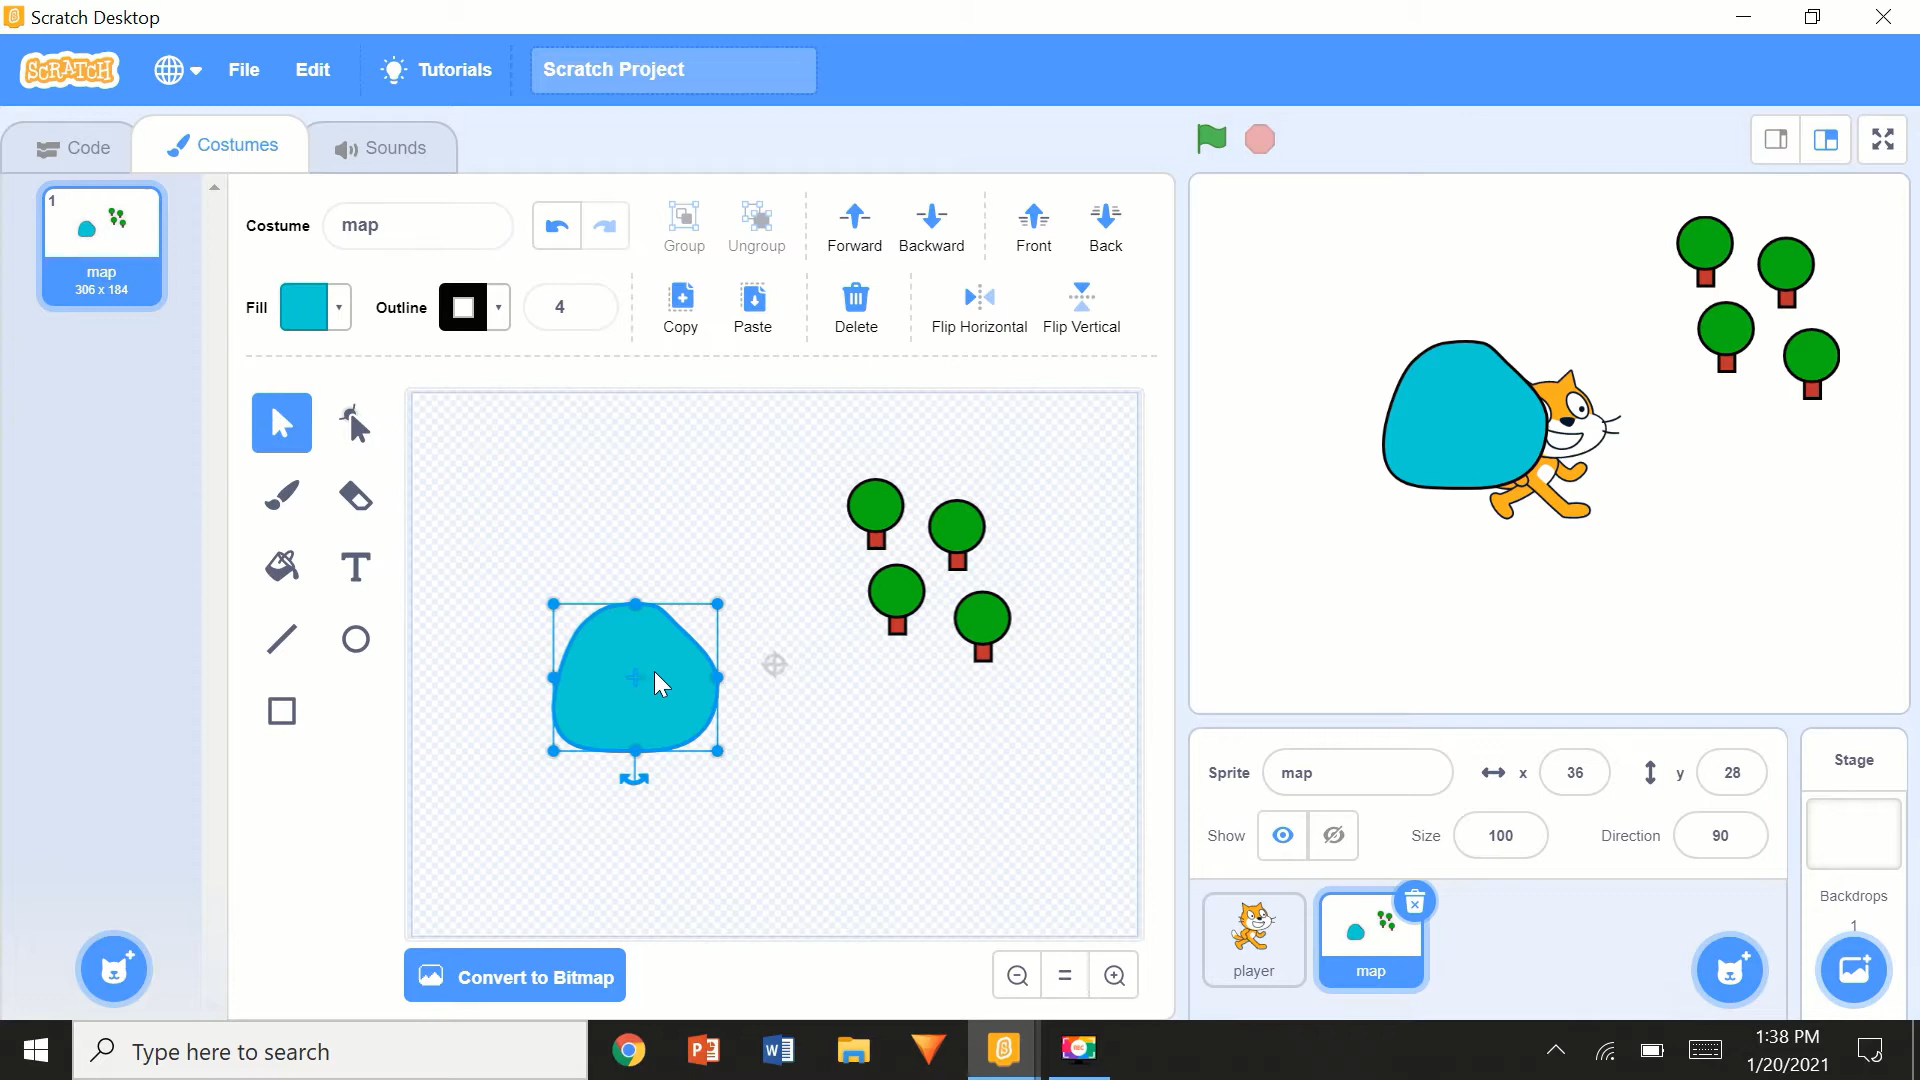 Scratch Desktop
SCRATCH
File
Edit
Tutorials
Scratch Project
Code
Costumes
Sounds
1
map
306 x 184
Costume
map
Group
Ungroup
Forward
Backward
Front
Back
Fill
Outline
4
Copy
Paste
Delete
Flip Horizontal
Flip Vertical
T
Convert to Bitmap
=
Sprite
map
x
36
y
28
Show
Size
100
Direction
90
player
map
Stage
Backdrops
1
Type here to search
1:38 PM
1/20/2021